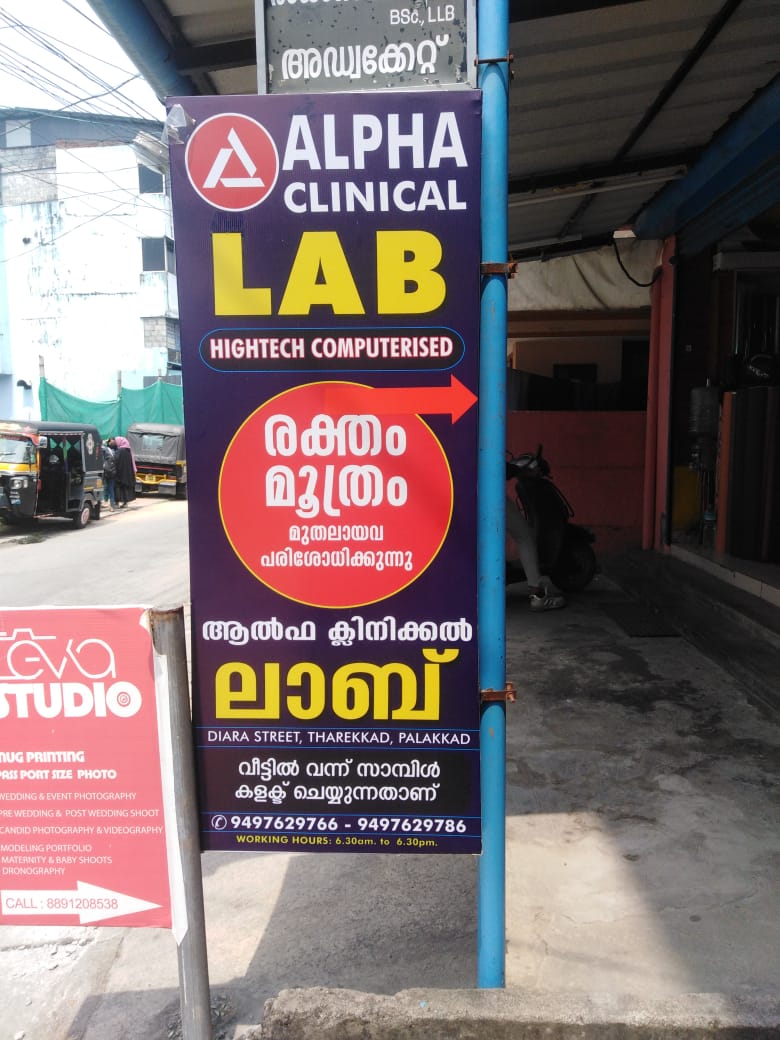 BSc., LLB
അഡ്വക്കേറ്റ്
ALPHA
CLINICAL
LAB
HIGHTECH COMPUTERISED
രക്തം
മൂത്രം
മുതലായവ
പരിശോധിക്കുന്നു
ആൽഫ ക്ലിനിക്കൽ
ലാബ്
DIARA STREET, THAREKKAD, PALAKKAD
വീട്ടിൽ വന്ന് സാമ്പിൾ
കളക്ട് ചെയ്യുന്നതാണ്
9497629766 - 9497629786
WORKING HOURS: 6.30am. to 6.30pm.
STUDIO
MUG PRINTING
PASS PORT SIZE PHOTO
WEDDING & EVENT PHOTOGRAPHY
PRE WEDDING & POST WEDDING SHOOT
CANDID PHOTOGRAPHY & VIDEOGRAPHY
MODELING PORTFOLIO
MATERNITY & BABY SHOOTS
DRONOGRAPHY
CALL : 8891208538